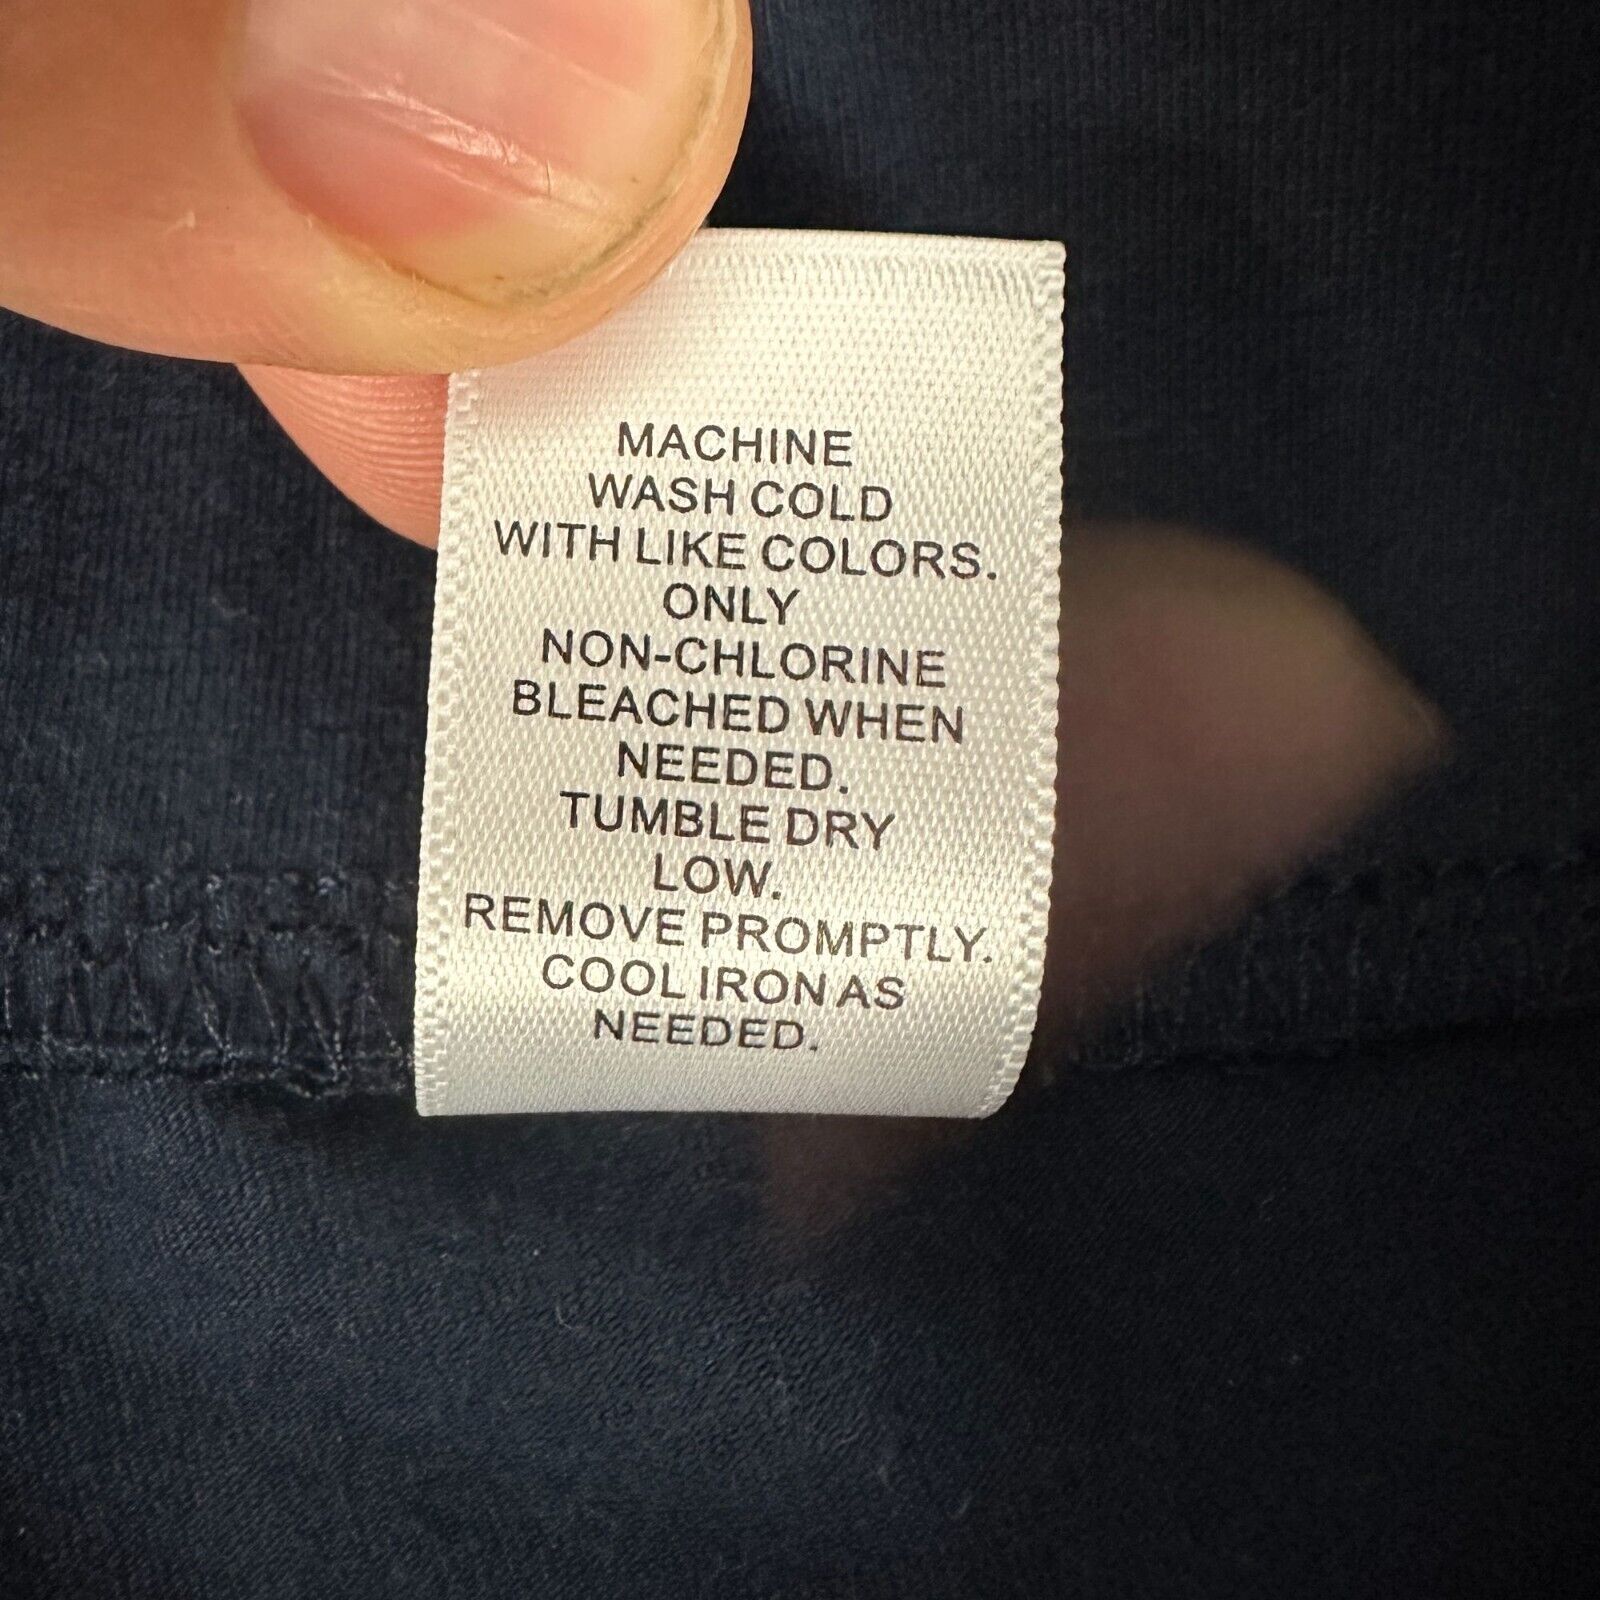 MACHINE
WASH COLD
WITH LIKE COLORS.
ONLY
NON-CHLORINE
BLEACHED WHEN
NEEDED.
TUMBLE DRY
LOW.
REMOVE PROMPTLY.
COOL IRON AS
NEEDED.